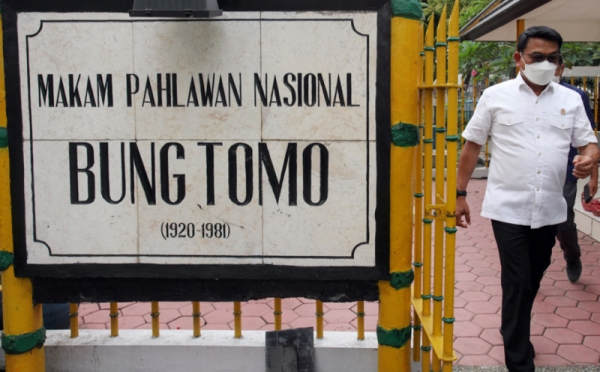 MAKAM PAHLAWAN NASIONAL
BUNG TOMO
(1920-1981)